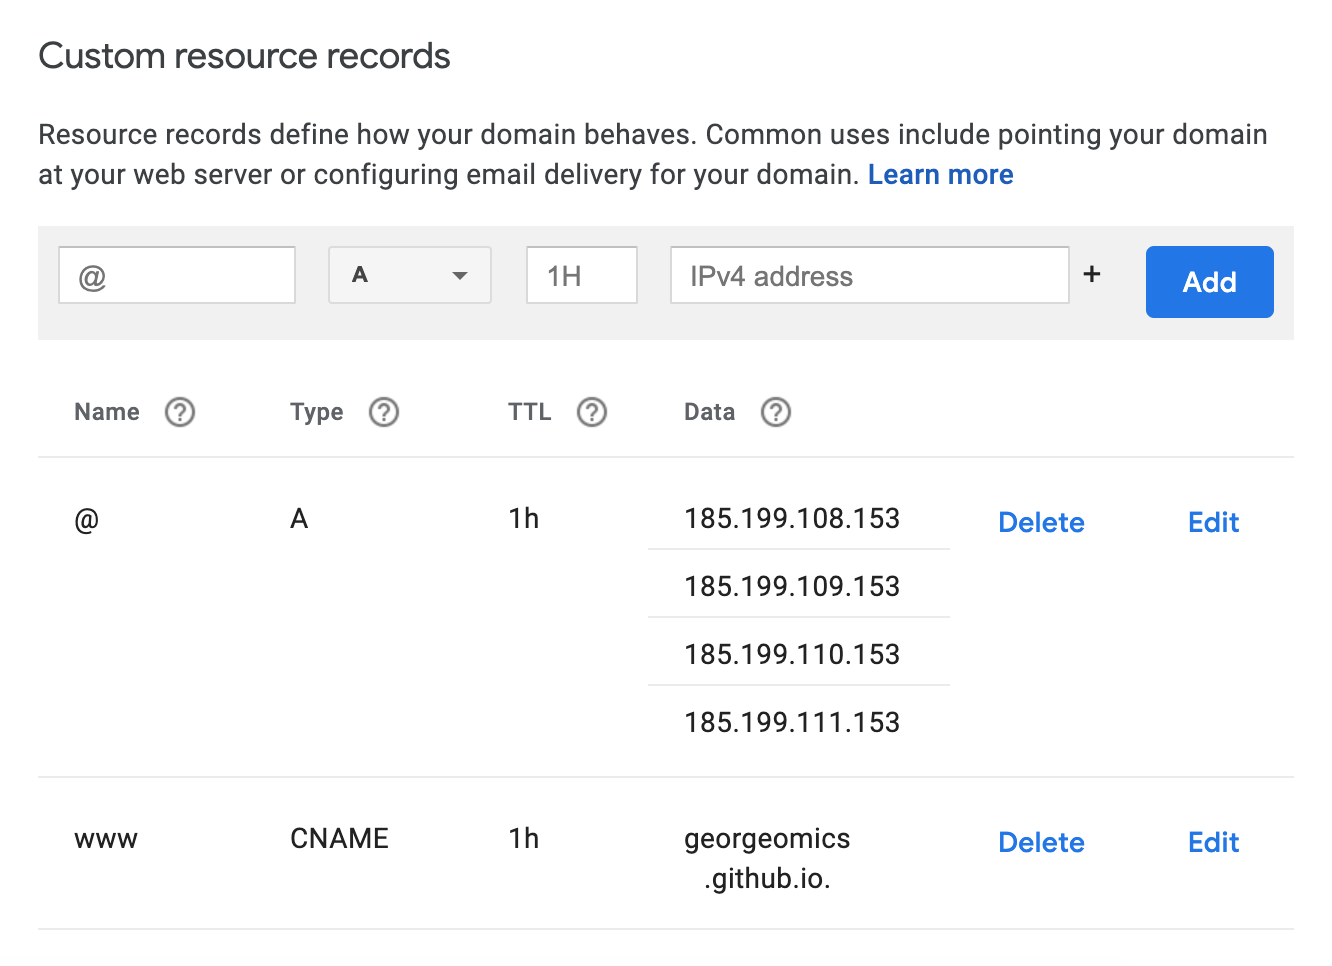 Custom resource records
Resource records define how your domain behaves. Common uses include pointing your domain
at your web server or configuring email delivery for your domain. Learn more
@ A 1H IPv4 address + Add
Name ? Type ? TTL ? Data ?
@ A 1h 185.199.108.153 Delete Edit
185.199.109.153
185.199.110.153
185.199.111.153
www CNAME 1h georgeomics Delete Edit
.github.io.